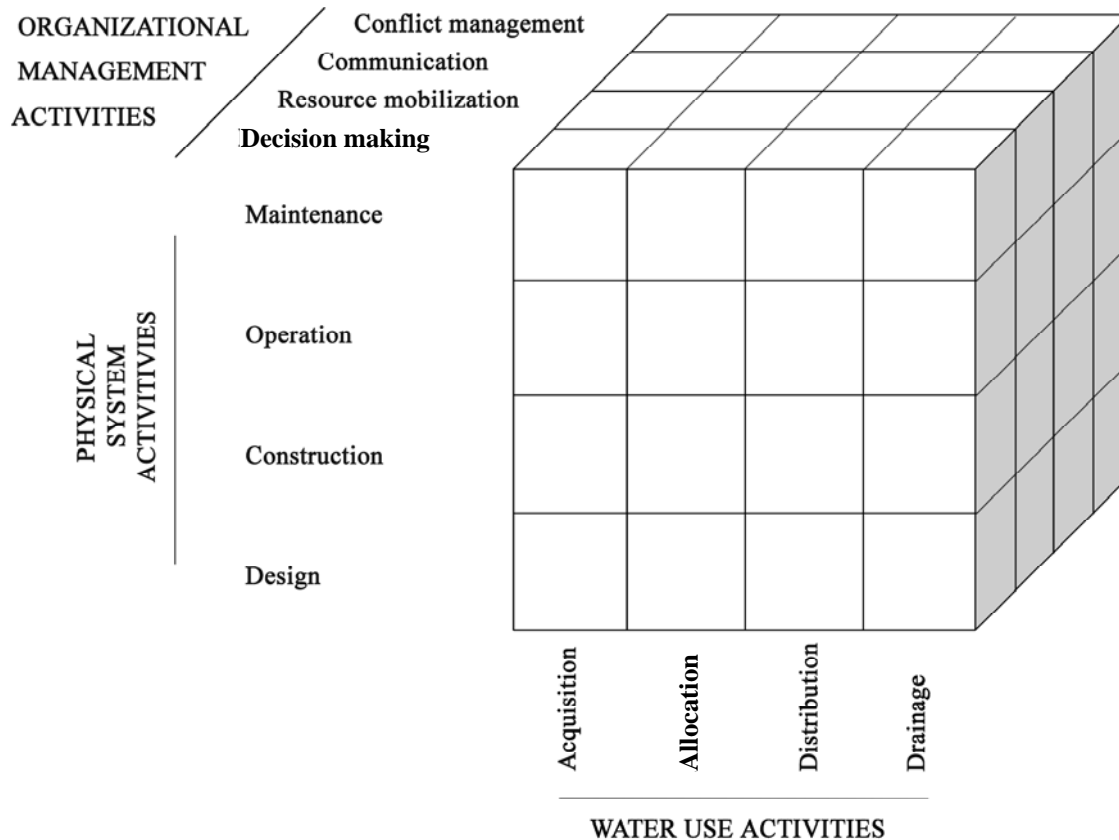 ORGANIZATIONAL
MANAGEMENT
ACTIVITIES
Conflict management
Communication
Resource mobilization
Decision making
Maintenance
Operation
Construction
Design
PHYSICAL
SYSTEM
ACTIVITIVIES
Acquisition
Allocation
Distribution
Drainage
WATER USE ACTIVITIES